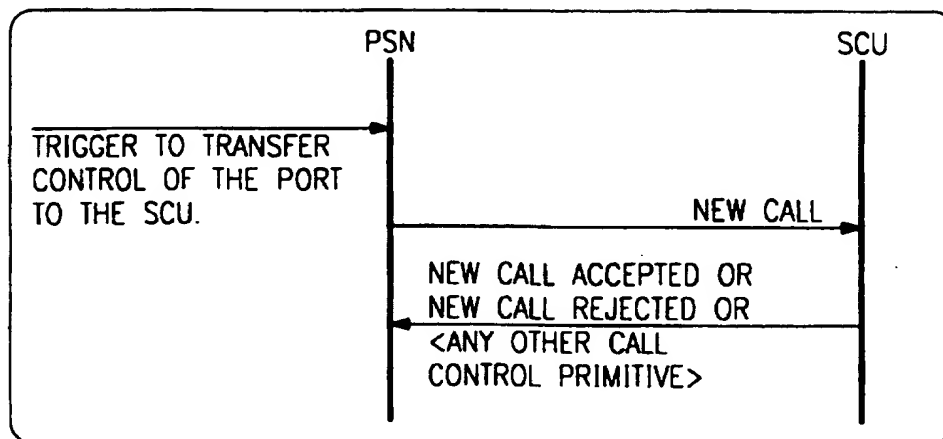 PSN
SCU
TRIGGER TO TRANSFER
CONTROL OF THE PORT
TO THE SCU.
NEW CALL
NEW CALL ACCEPTED OR
NEW CALL REJECTED OR
<ANY OTHER CALL
CONTROL PRIMITIVE>